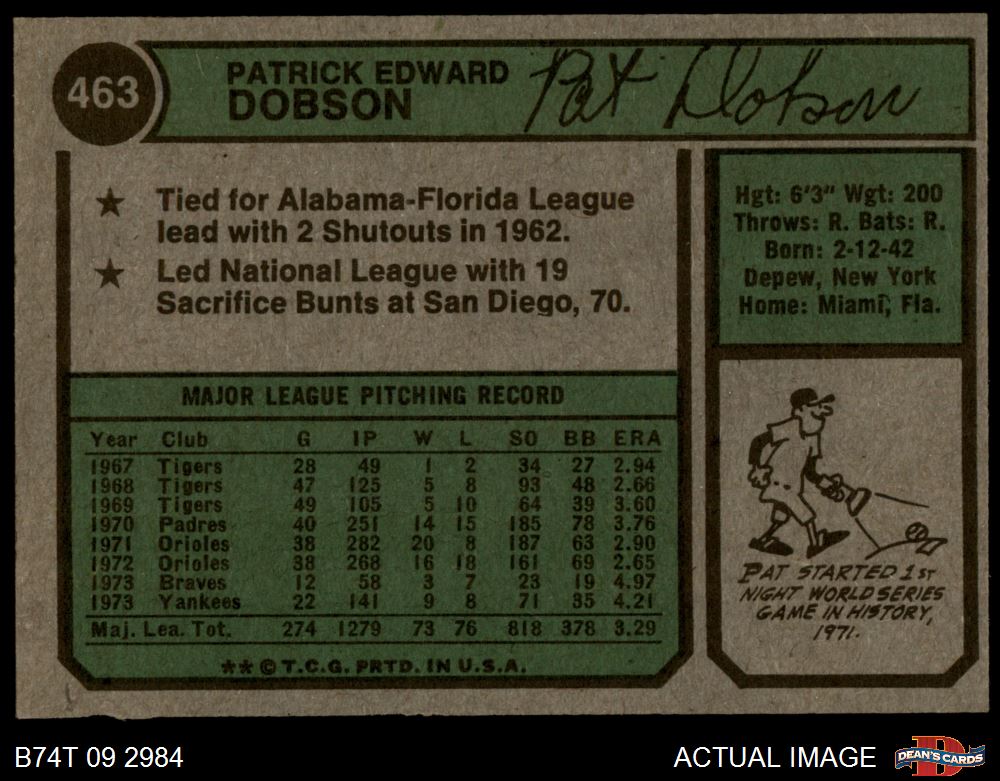 463
PATRICK EDWARD
DOBSON
Pat Dobson
★ Tied for Alabama-Florida League
lead with 2 Shutouts in 1962.
★ Led National League with 19
Sacrifice Bunts at San Diego, 70.
Hgt: 6'3" Wgt: 200
Throws: R. Bats: R.
Born: 2-12-42
Depew, New York
Home: Miami, Fla.
MAJOR LEAGUE PITCHING RECORD
Year Club G IP W L SO BB ERA
1967 Tigers 28 49 1 2 34 27 2.94
1968 Tigers 47 125 5 8 93 48 2.66
1969 Tigers 49 105 5 10 64 39 3.60
1970 Padres 40 251 14 15 185 78 3.76
1971 Orioles 38 282 20 8 187 63 2.90
1972 Orioles 38 268 16 18 161 69 2.65
1973 Braves 12 58 3 7 23 19 4.97
1973 Yankees 22 141 9 8 71 35 4.21
Maj. Lea. Tot. 274 1279 73 76 818 378 3.29
★★ © T.C.G. PRTD. IN U.S.A.
PAT STARTED 1ST
NIGHT WORLD SERIES
GAME IN HISTORY,
1971.
B74T 09 2984
ACTUAL IMAGE
D
DEAN'S CARDS